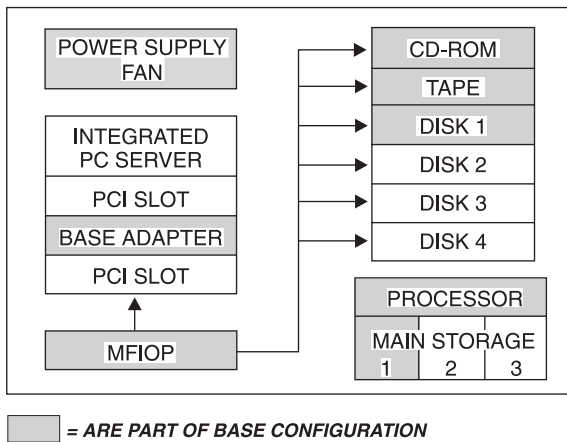 POWER SUPPLY
FAN
INTEGRATED
PC SERVER
PCI SLOT
BASE ADAPTER
PCI SLOT
MFIOP
CD-ROM
TAPE
DISK 1
DISK 2
DISK 3
DISK 4
PROCESSOR
MAIN STORAGE
1 2 3
= ARE PART OF BASE CONFIGURATION